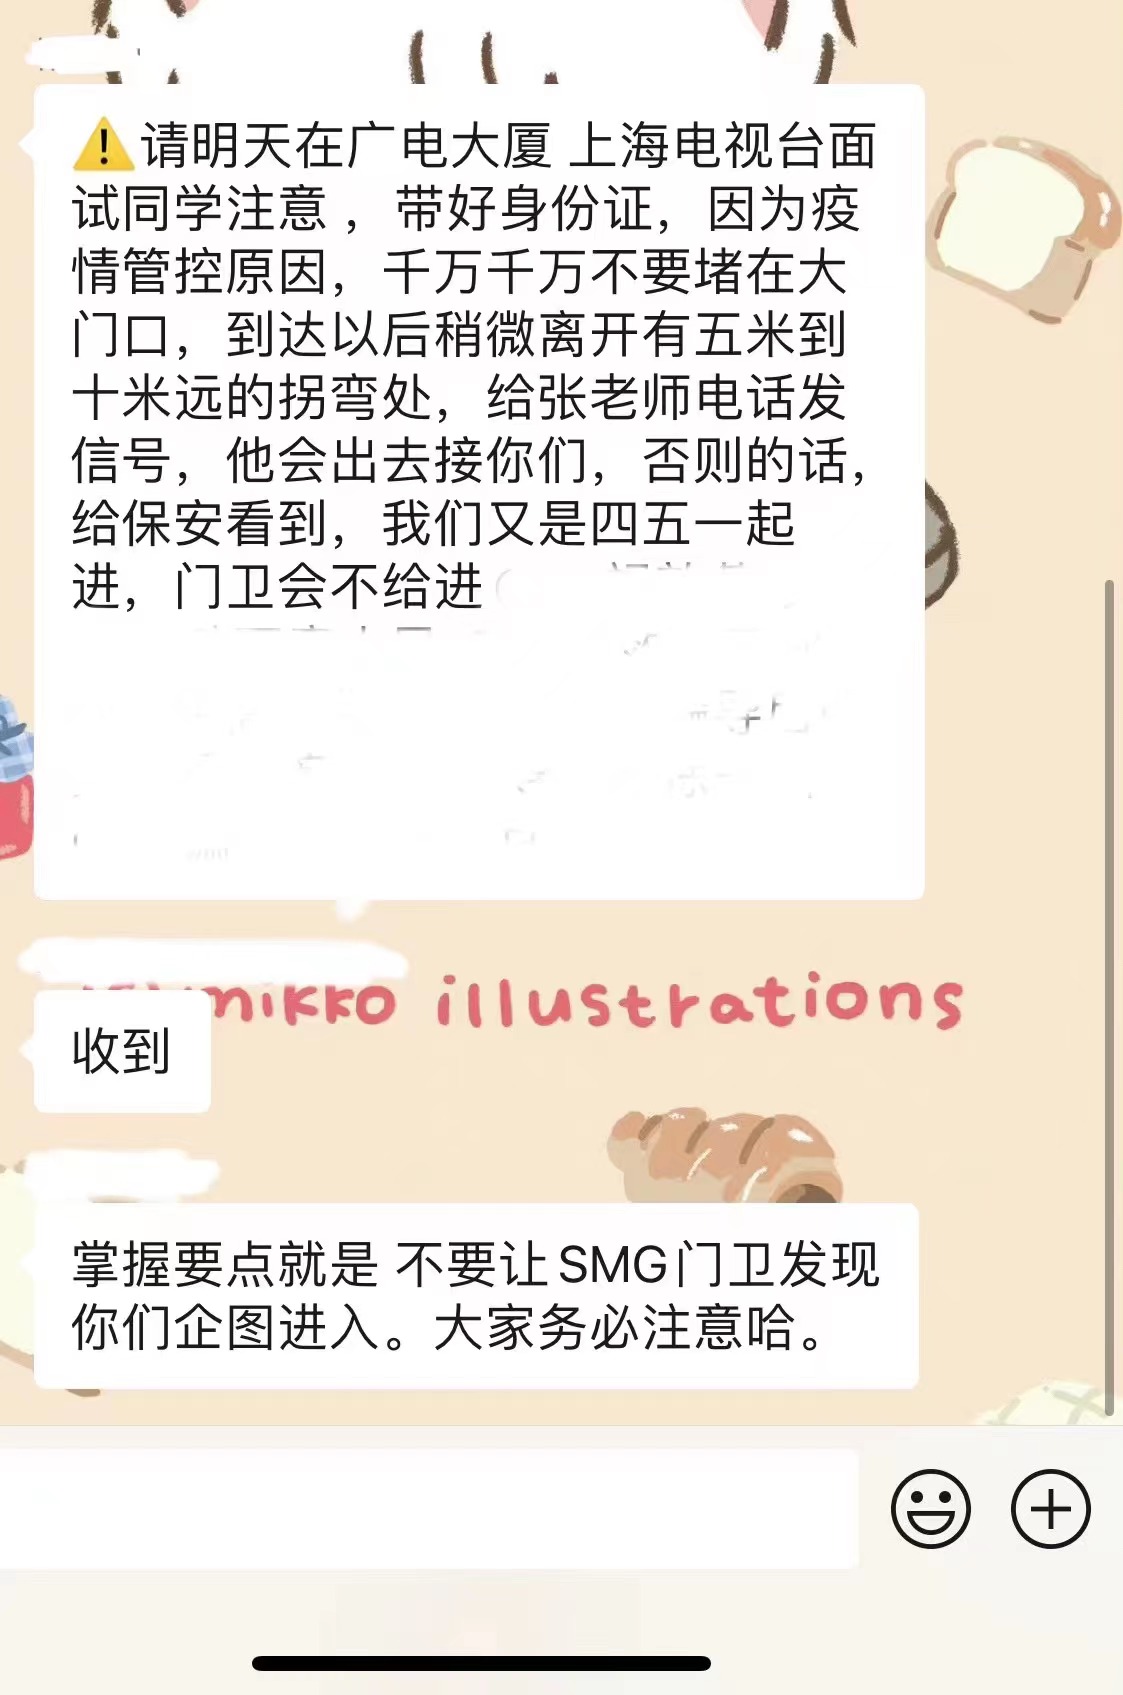 ⚠️请明天在广电大厦 上海电视台面
试同学注意 ，带好身份证，因为疫
情管控原因，千万千万不要堵在大
门口，到达以后稍微离开有五米到
十米远的拐弯处，给张老师电话发
信号，他会出去接你们，否则的话，
给保安看到，我们又是四五一起
进，门卫会不给进
mikko illustrations
收到
掌握要点就是 不要让SMG门卫发现
你们企图进入。大家务必注意哈。